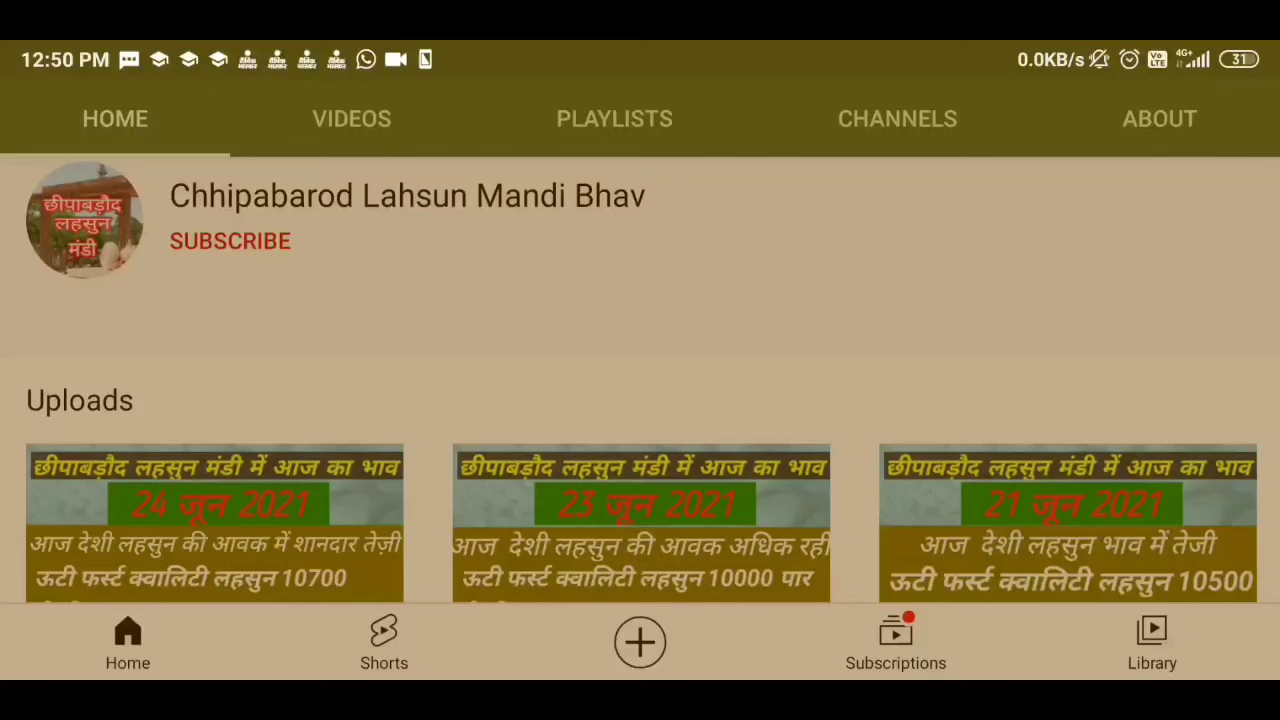 12:50 PM 0.0KB/s 4G+ 31
HOME VIDEOS PLAYLISTS CHANNELS ABOUT
छीपाबड़ौद
लहसुन
मंडी
Chhipabarod Lahsun Mandi Bhav
SUBSCRIBE
Uploads
छीपाबड़ौद लहसुन मंडी में आज का भाव
24 जून 2021
आज देशी लहसुन की आवक में शानदार तेज़ी
ऊटी फर्स्ट क्वालिटी लहसुन 10700
छीपाबड़ौद लहसुन मंडी में आज का भाव
23 जून 2021
आज देशी लहसुन की आवक अधिक रही
ऊटी फर्स्ट क्वालिटी लहसुन 10000 पार
छीपाबड़ौद लहसुन मंडी में आज का भाव
21 जून 2021
आज देशी लहसुन भाव में तेजी
ऊटी फर्स्ट क्वालिटी लहसुन 10500
Home Shorts Subscriptions Library